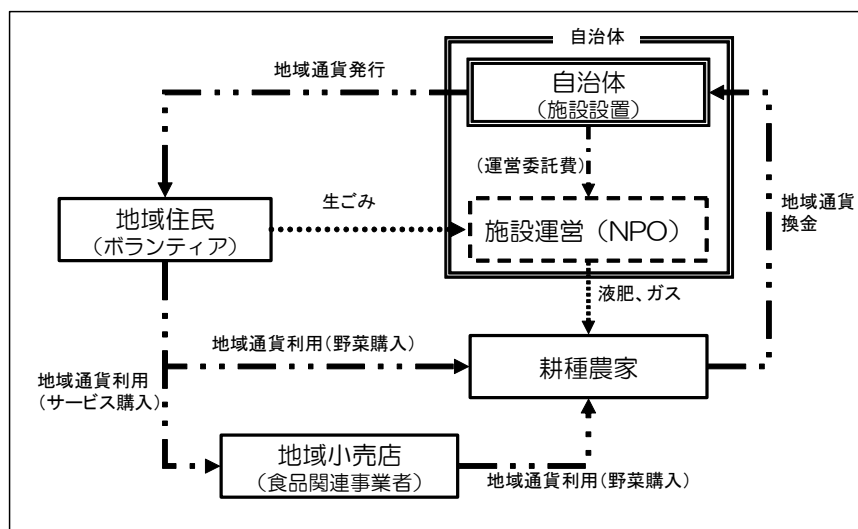 自治体
地域通貨発行
自治体
(施設設置)
(運営委託費)
地域通貨
換金
生ごみ
地域住民
(ボランティア)
施設運営(NPO)
液肥、ガス
地域通貨利用(野菜購入)
耕種農家
地域通貨利用
(サービス購入)
地域小売店
(食品関連事業者)
地域通貨利用(野菜購入)